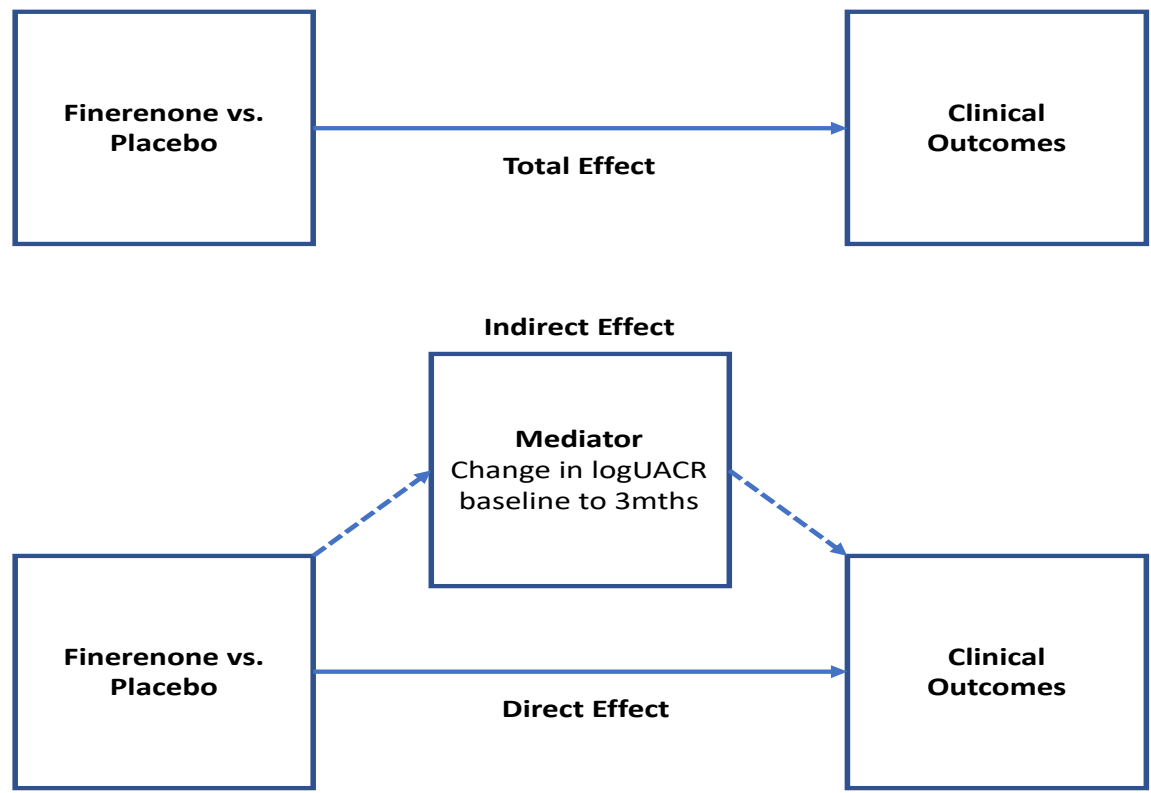 Finerenone vs.
Placebo
Total Effect
Clinical
Outcomes
Indirect Effect
Mediator
Change in logUACR
baseline to 3mths
Finerenone vs.
Placebo
Direct Effect
Clinical
Outcomes